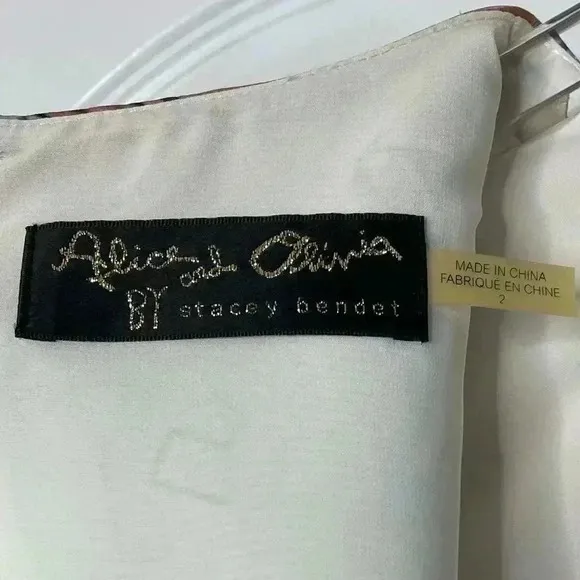 Alice and Olivia
BY stacey bendet
MADE IN CHINA
FABRIQUE EN CHINE
2